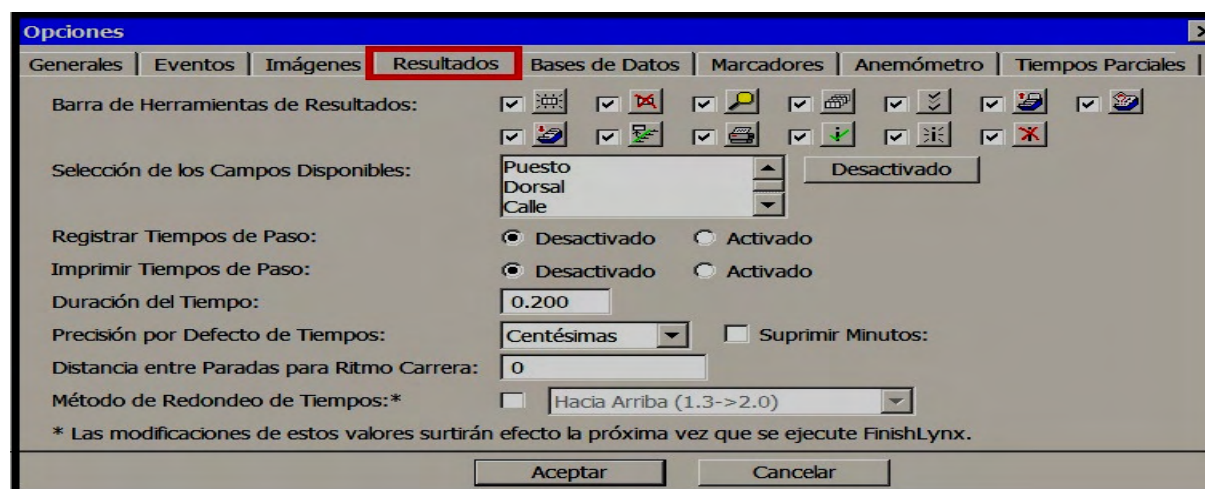 Opciones
Generales Eventos Imágenes Resultados Bases de Datos Marcadores Anemómetro Tiempos Parciales
Barra de Herramientas de Resultados:
Selección de los Campos Disponibles:
Puesto
Dorsal
Calle
Desactivado
Registrar Tiempos de Paso: Desactivado Activado
Imprimir Tiempos de Paso: Desactivado Activado
Duración del Tiempo: 0.200
Precisión por Defecto de Tiempos: Centésimas Suprimir Minutos:
Distancia entre Paradas para Ritmo Carrera: 0
Método de Redondeo de Tiempos:* Hacia Arriba (1.3->2.0)
* Las modificaciones de estos valores surtirán efecto la próxima vez que se ejecute FinishLynx.
Aceptar Cancelar